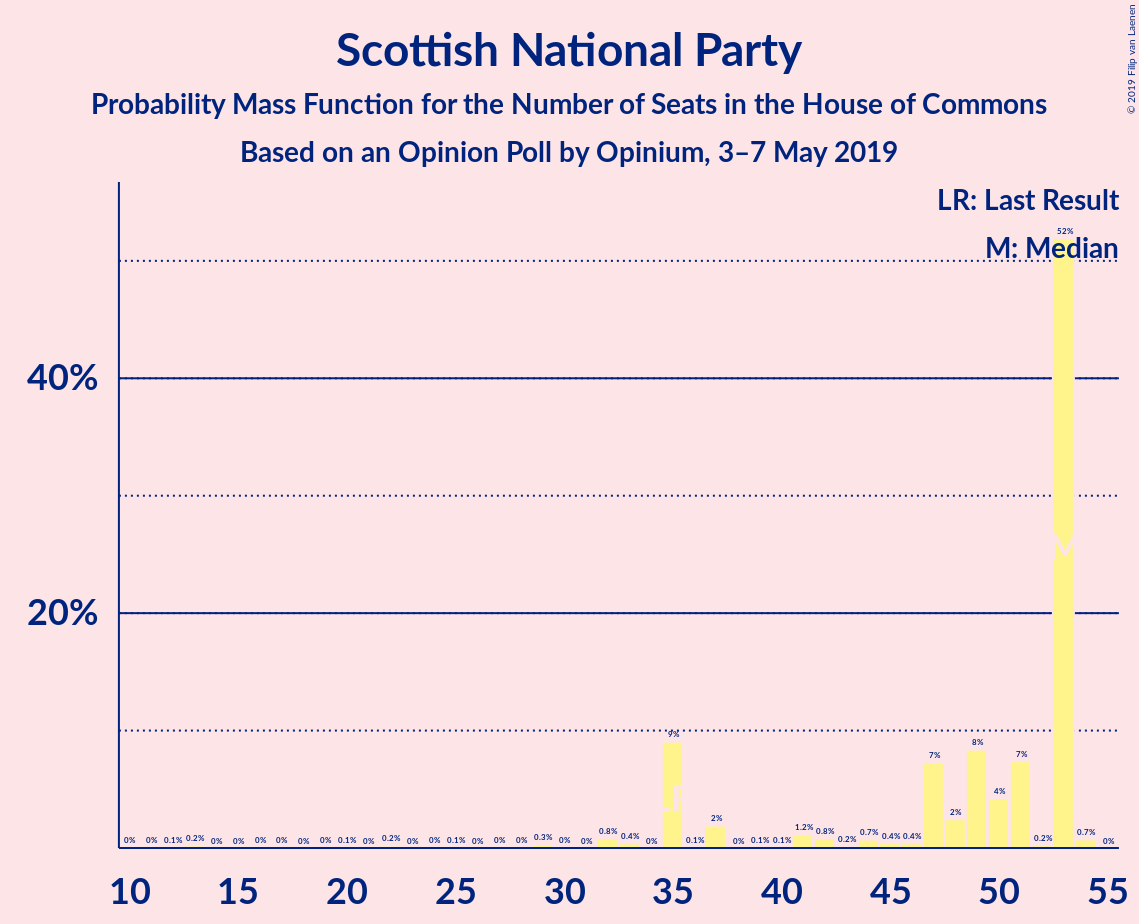 © 2019 Filip van Laenen
Scottish National Party
Probability Mass Function for the Number of Seats in the House of Commons
Based on an Opinion Poll by Opinium, 3–7 May 2019
LR: Last Result
M: Median
52%
40%
20%
M
LR
0% 0% 0.1% 0.2% 0% 0% 0% 0% 0% 0% 0.1% 0% 0.2% 0% 0% 0.1% 0% 0% 0% 0.3% 0% 0% 0.8% 0.4% 0% 9% 0.1% 2% 0% 0.1% 0.1% 1.2% 0.8% 0.2% 0.7% 0.4% 0.4% 7% 2% 8% 4% 7% 0.2% 0.7% 0%
10 15 20 25 30 35 40 45 50 55